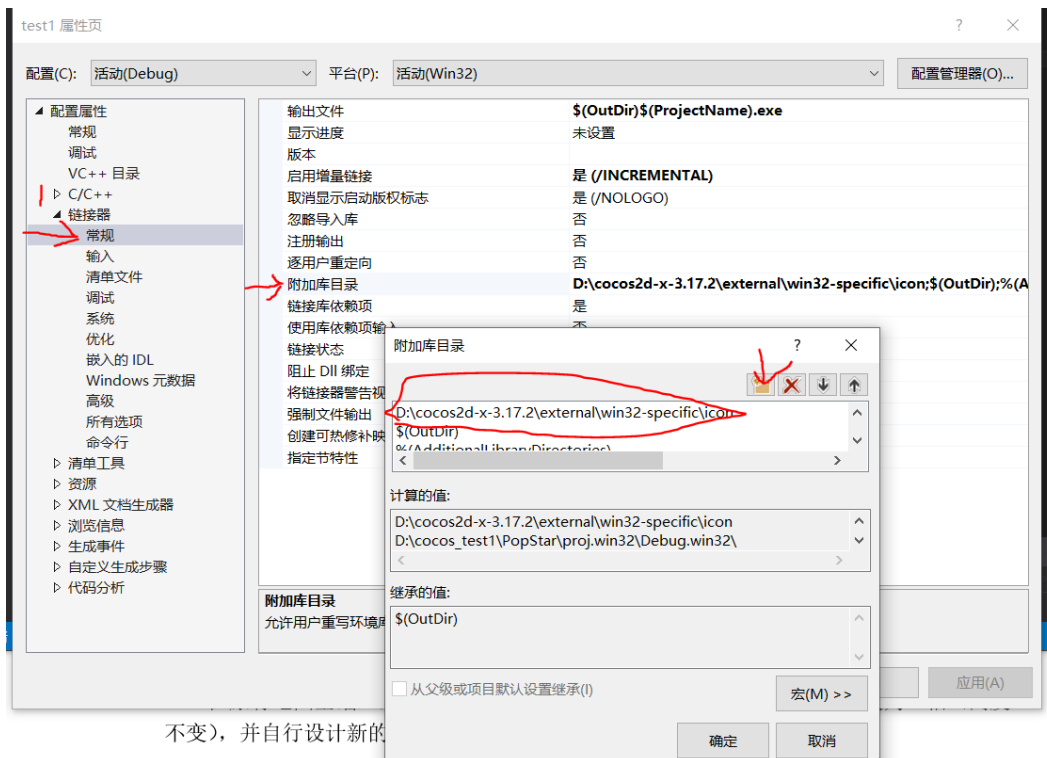 test1 属性页
配置(C): 活动(Debug) 平台(P): 活动(Win32) 配置管理器(O)...
配置属性
常规
调试
VC++ 目录
C/C++
链接器
常规
输入
清单文件
调试
系统
优化
嵌入的 IDL
Windows 元数据
高级
所有选项
命令行
清单工具
资源
XML 文档生成器
浏览信息
生成事件
自定义生成步骤
代码分析
输出文件 $(OutDir)$(ProjectName).exe
显示进度 未设置
版本
启用增量链接 是 (/INCREMENTAL)
取消显示启动版权标志 是 (/NOLOGO)
忽略导入库 否
注册输出 否
逐用户重定向 否
附加库目录 D:\cocos2d-x-3.17.2\external\win32-specific\icon;$(OutDir);%(A
链接库依赖项 是
使用库依赖项输入 否
链接状态
阻止 Dll 绑定
将链接器警告视
强制文件输出
创建可热修补映
指定节特性
附加库目录
允许用户重写环境库
附加库目录
D:\cocos2d-x-3.17.2\external\win32-specific\icon
$(OutDir)
%(AdditionalLibraryDirectories)
计算的值:
D:\cocos2d-x-3.17.2\external\win32-specific\icon
D:\cocos_test1\PopStar\proj.win32\Debug.win32\
继承的值:
$(OutDir)
从父级或项目默认设置继承(I)
宏(M) >>
确定 取消
应用(A)
不变），并自行设计新的